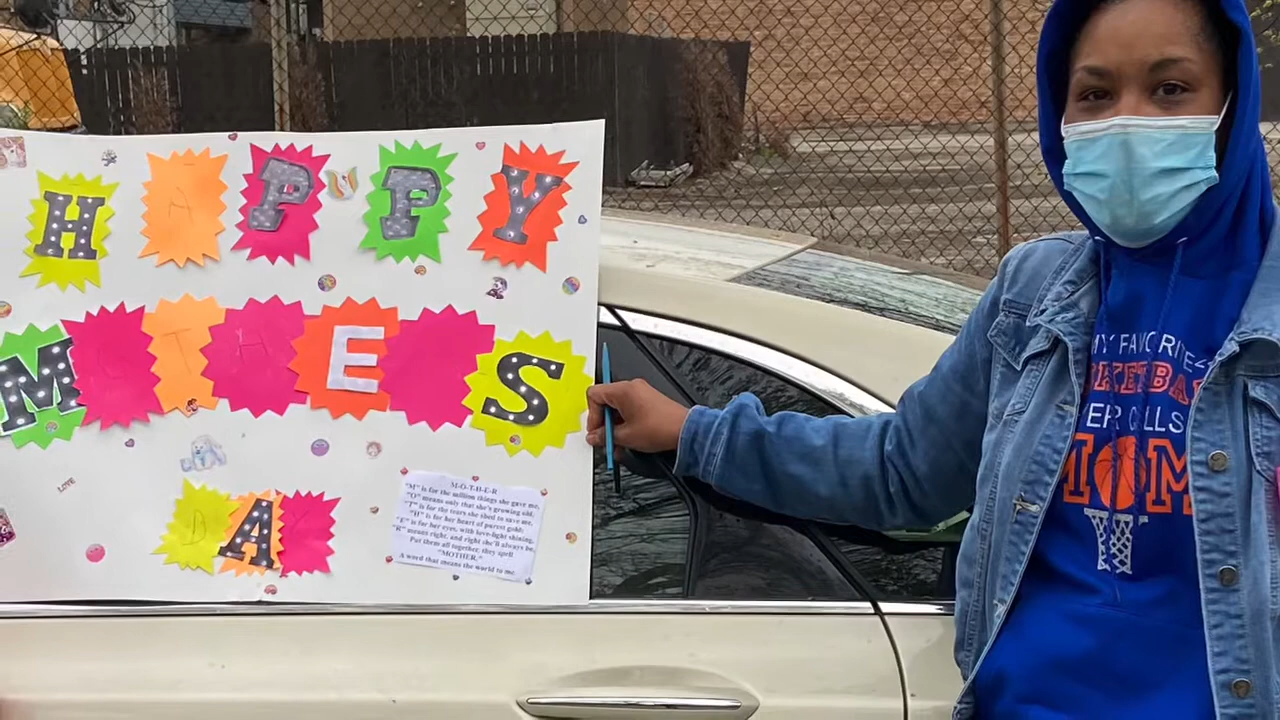 HAPPY
MTHES
DA
LOVE
M-O-T-H-E-R
"M" is for the million things she gave me,
"O" means only that she's growing old,
"T" is for the tears she shed to save me,
"H" is for her heart of purest gold;
"E" is for her eyes, with love-light shining,
"R" means right, and right she'll always be,
Put them all together, they spell
"MOTHER,"
A word that means the world to me.
MY FAVORITE
CALLS
MOM